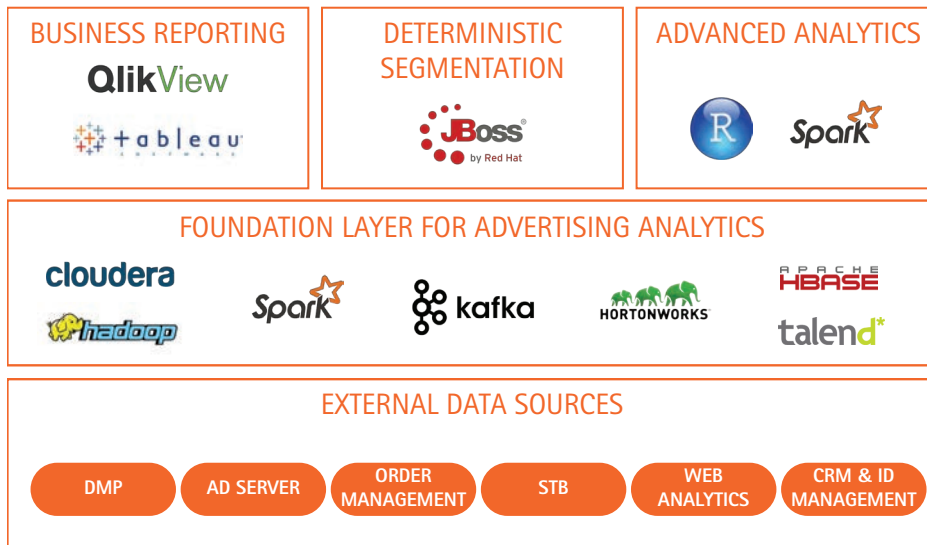 BUSINESS REPORTING
QlikView
+ a b | e a u
S O F T W A R E
DETERMINISTIC
SEGMENTATION
JBoss®
by Red Hat
ADVANCED ANALYTICS
R
Spark
FOUNDATION LAYER FOR ADVERTISING ANALYTICS
cloudera
hadoop
Spark
kafka
HORTONWORKS
APACHE
HBASE
talend*
EXTERNAL DATA SOURCES
DMP
AD SERVER
ORDER
MANAGEMENT
STB
WEB
ANALYTICS
CRM & ID
MANAGEMENT